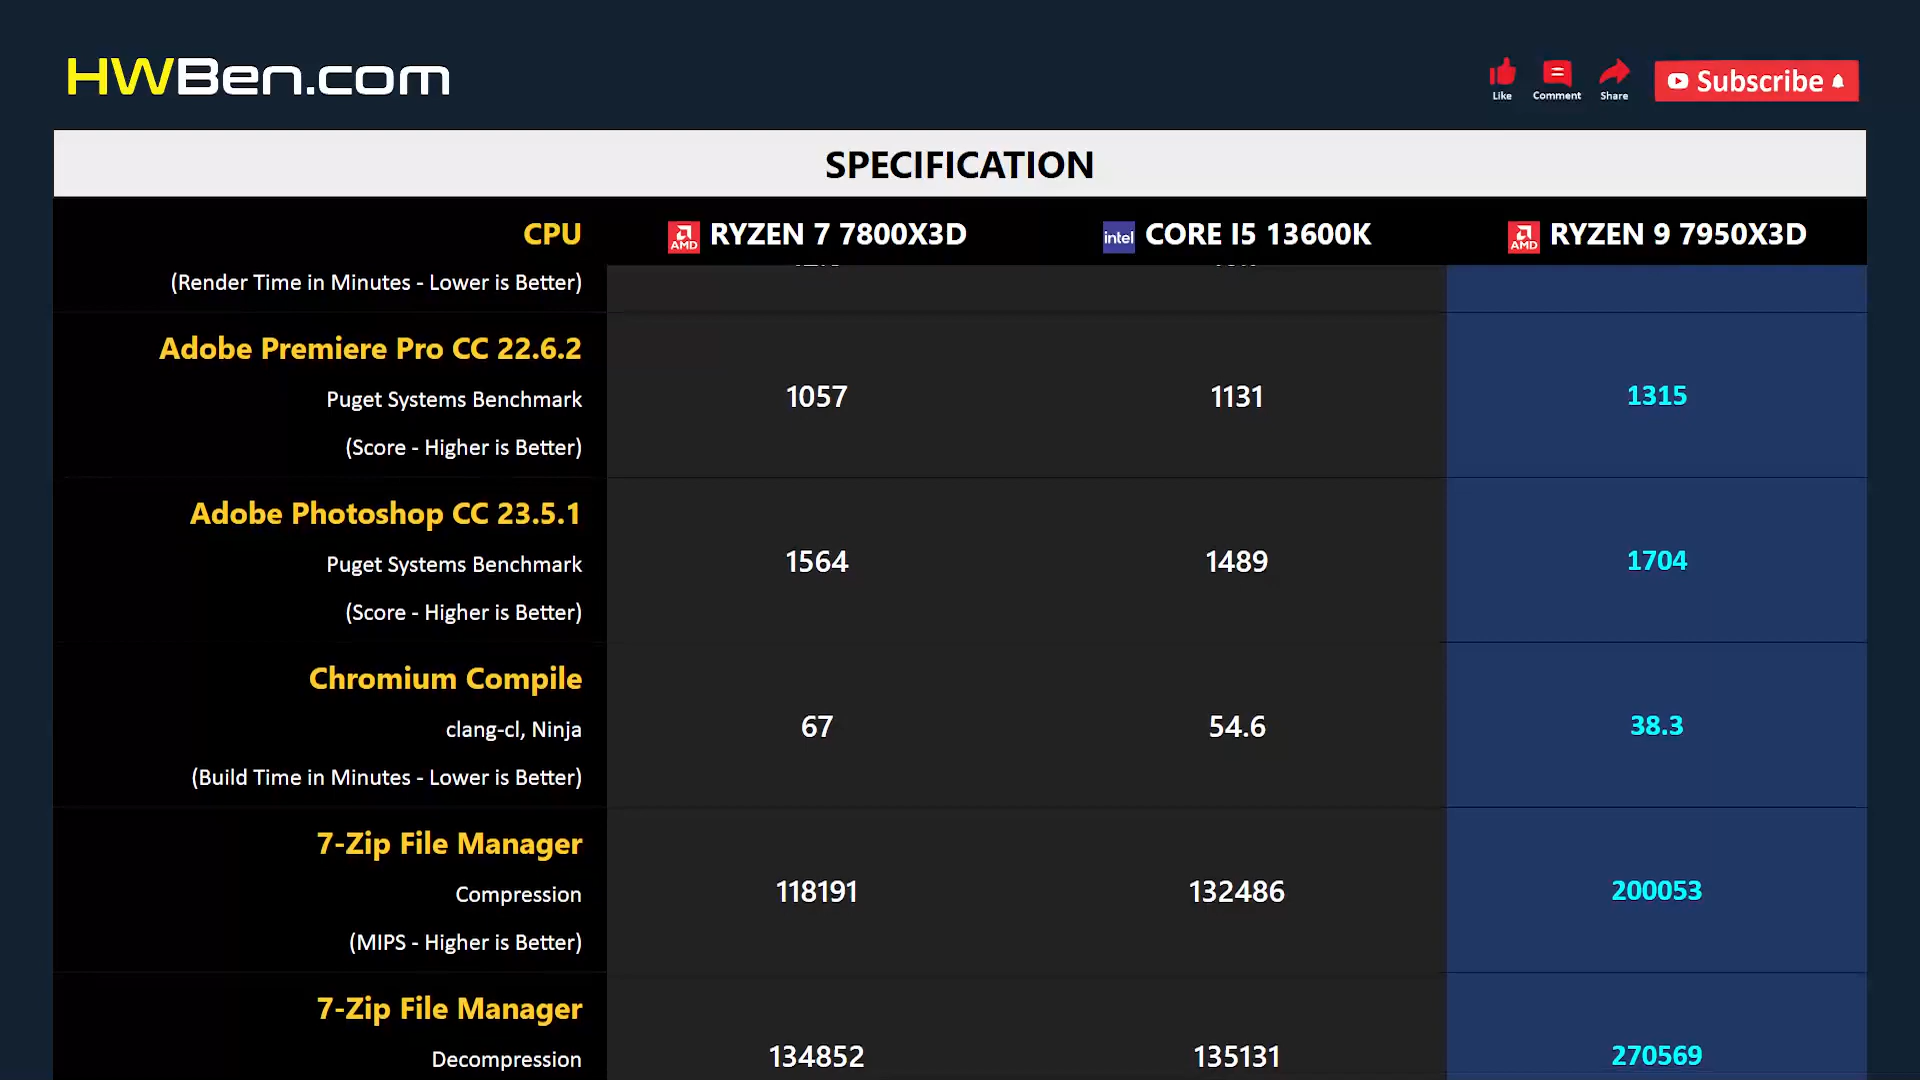 HWBen.com
Like
Comment
Share
Subscribe
SPECIFICATION
CPU
AMD RYZEN 7 7800X3D
intel CORE I5 13600K
AMD RYZEN 9 7950X3D
(Render Time in Minutes - Lower is Better)
Adobe Premiere Pro CC 22.6.2
Puget Systems Benchmark
(Score - Higher is Better)
1057
1131
1315
Adobe Photoshop CC 23.5.1
Puget Systems Benchmark
(Score - Higher is Better)
1564
1489
1704
Chromium Compile
clang-cl, Ninja
(Build Time in Minutes - Lower is Better)
67
54.6
38.3
7-Zip File Manager
Compression
(MIPS - Higher is Better)
118191
132486
200053
7-Zip File Manager
Decompression
134852
135131
270569